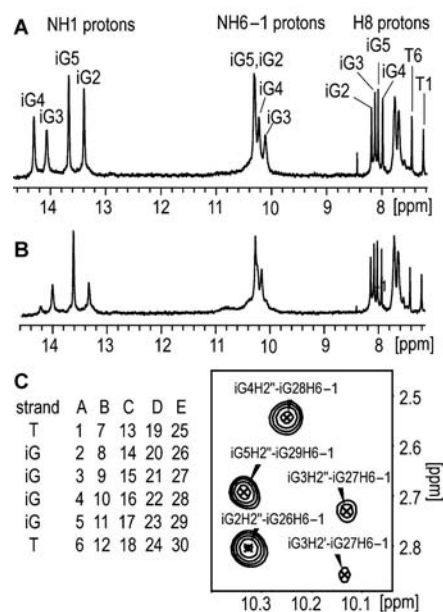 A NH1 protons NH6–1 protons H8 protons
iG5 iG2 iG4 iG3
iG5,iG2 iG4 iG3
iG5 T6 iG3 iG4 T1 iG2
14 13 12 11 10 9 8 [ppm]
B
14 13 12 11 10 9 8 [ppm]
C
strand A B C D E
T 1 7 13 19 25
iG 2 8 14 20 26
iG 3 9 15 21 27
iG 4 10 16 22 28
iG 5 11 17 23 29
T 6 12 18 24 30
iG4H2"-iG28H6–1
iG5H2"-iG29H6–1
iG3H2"-iG27H6–1
iG2H2"-iG26H6–1
iG3H2'-iG27H6–1
2.5
2.6
2.7
2.8
[ppm]
10.3 10.2 10.1 [ppm]